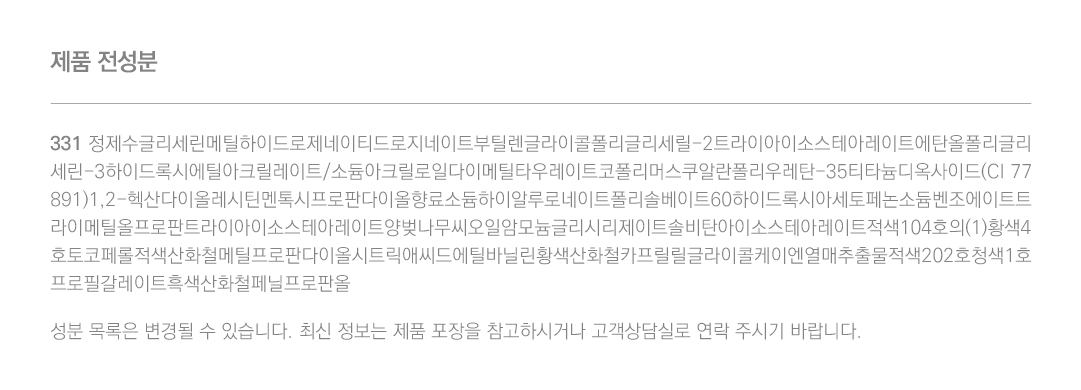 제품 전성분
331 정제수글리세린메틸하이드로제네이티드로지네이트부틸렌글라이콜폴리글리세릴-2트라이아이소스테아레이트에탄올폴리글리
세린-3하이드록시에틸아크릴레이트/소듐아크릴로일다이메틸타우레이트코폴리머스쿠알란폴리우레탄-35티타늄디옥사이드(CI 77
891)1,2-헥산다이올레시틴멘톡시프로판다이올향료소듐하이알루로네이트폴리솔베이트60하이드록시아세토페논소듐벤조에이트트
라이메틸올프로판트라이아이소스테아레이트양벚나무씨오일암모늄글리시리제이트솔비탄아이소스테아레이트적색104호의(1)황색4
호토코페롤적색산화철메틸프로판다이올시트릭애씨드에틸바닐린황색산화철카프릴릴글라이콜케이엔열매추출물적색202호청색1호
프로필갈레이트흑색산화철페닐프로판올
성분 목록은 변경될 수 있습니다. 최신 정보는 제품 포장을 참고하시거나 고객상담실로 연락 주시기 바랍니다.